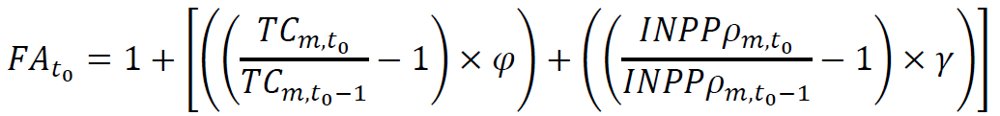 FA_{t_0} = 1 + [(((TC_{m,t_0} / TC_{m,t_0-1}) - 1) × φ) + (((INPPρ_{m,t_0} / INPPρ_{m,t_0-1}) - 1) × γ)]